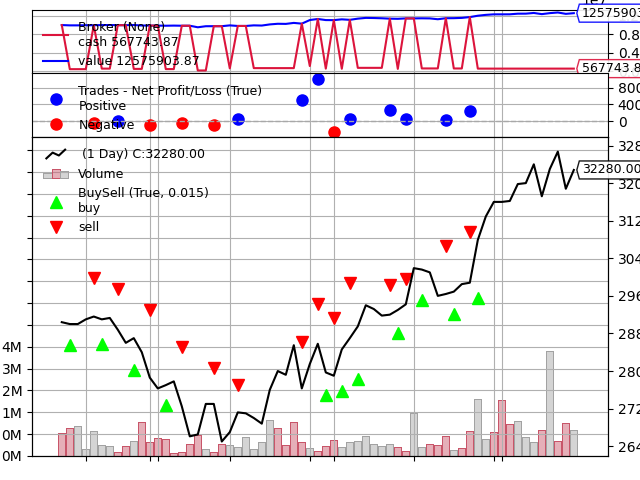 Broker (None)
cash 567743.87
value 12575903.87
12575903.
0.8
0.4
567743.8
Trades - Net Profit/Loss (True)
Positive
Negative
800
400
0
(1 Day) C:32280.00
Volume
BuySell (True, 0.015)
buy
sell
328
32280.00
320
312
304
296
288
280
272
264
4M
3M
2M
1M
0M
0M